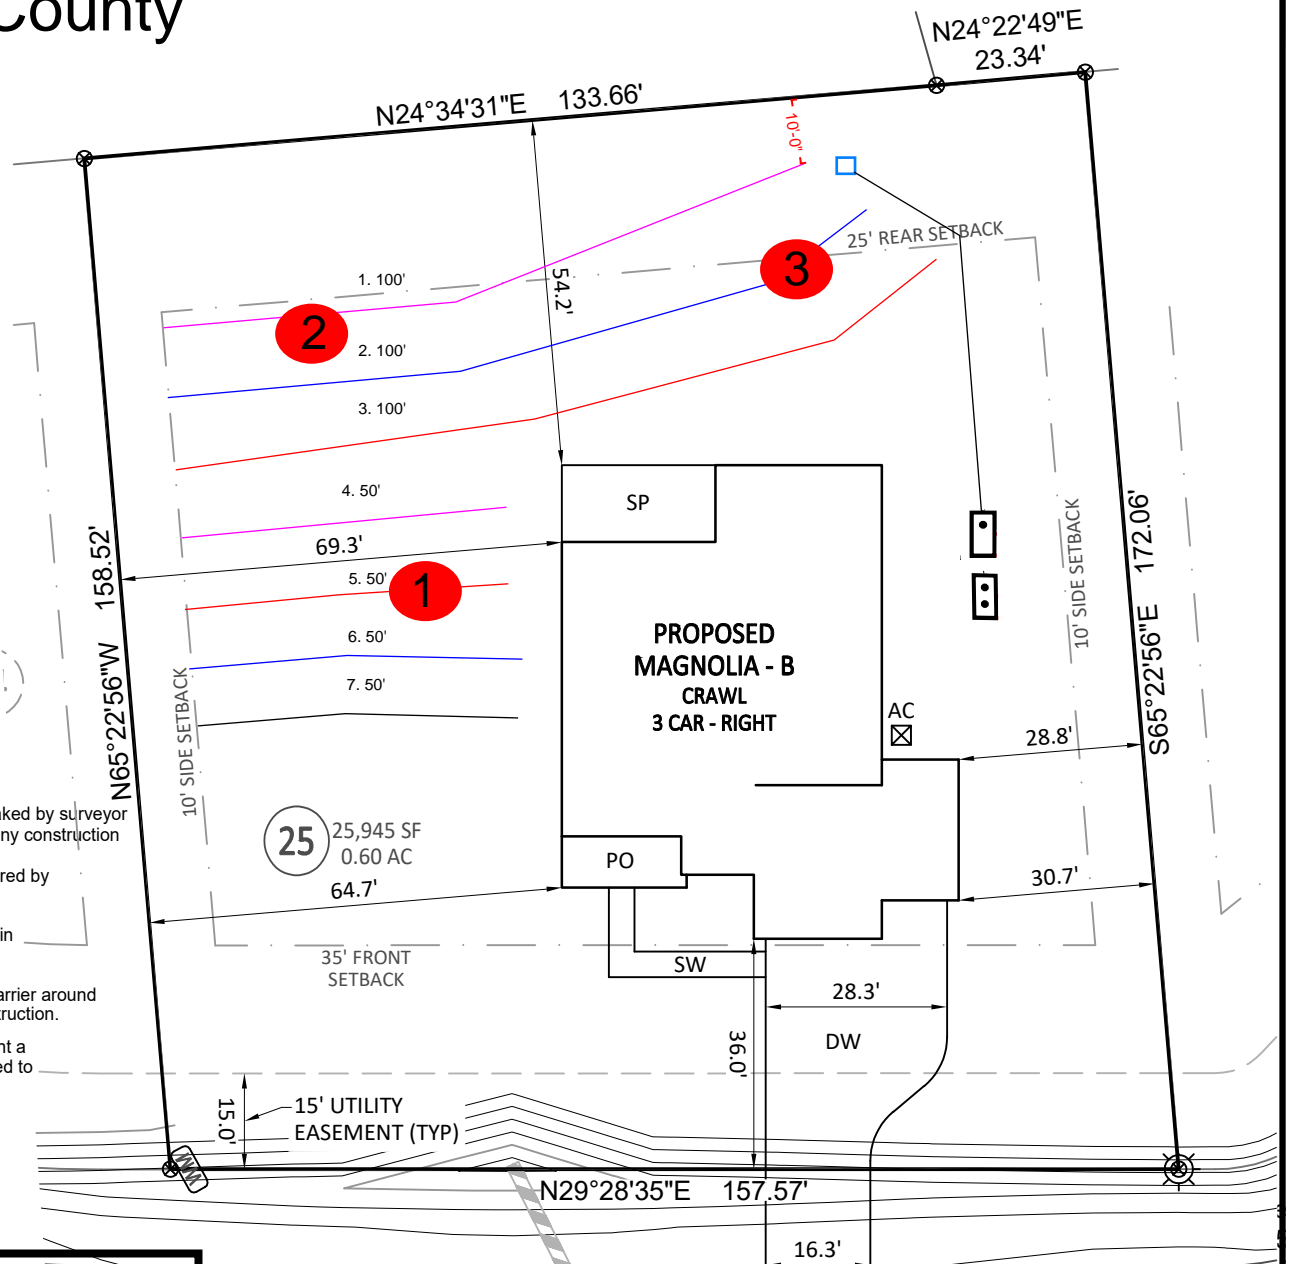 County
N24°22'49"E
23.34'
N24°34'31"E 133.66'
10'-0"
25' REAR SETBACK
3
1. 100'
54.2'
2
2. 100'
3. 100'
4. 50'
SP
69.3'
5. 50'
1
6. 50'
7. 50'
158.52'
N65°22'56"W
10' SIDE SETBACK
PROPOSED
MAGNOLIA - B
CRAWL
3 CAR - RIGHT
AC
10' SIDE SETBACK
172.06'
S65°22'56"E
28.8'
aked by surveyor
ny construction
25
25,945 SF
0.60 AC
PO
red by
64.7'
30.7'
in
35' FRONT
SETBACK
SW
28.3'
arrier around
truction.
36.0'
DW
nt a
ed to
15.0'
15' UTILITY
EASEMENT (TYP)
N29°28'35"E 157.57'
16.3'